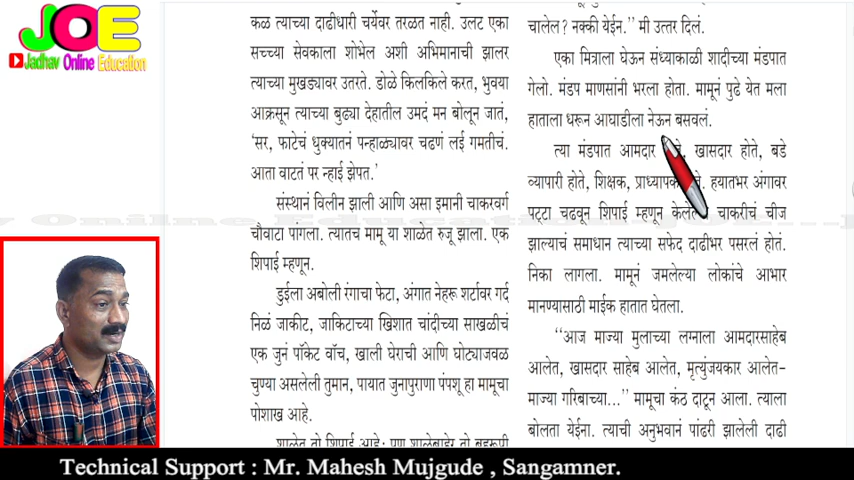 JOE
Jadhav Online Education
कळ त्याच्या दाढीधारी चर्येवर तरळत नाही. उलट एका
सच्च्या सेवकाला शोभेल अशी अभिमानाची झालर
त्याच्या मुखड्यावर उतरते. डोळे किलकिले करत, भुवया
आक्रसून त्याच्या बुढ्या देहातील उमदं मन बोलून जातं,
'सर, फाटेचं धुक्यातनं पन्हाळ्यावर चढणं लई गमतीचं.
आता वाटतं पर न्हाई झेपत.'
संस्थानं विलीन झाली आणि असा इमानी चाकरवर्ग
चौवाटा पांगला. त्यातच मामू या शाळेत रुजू झाला. एक
शिपाई म्हणून.
डुईला अबोली रंगाचा फेटा, अंगात नेहरू शर्टावर गर्द
निळं जाकीट, जाकिटाच्या खिशात चांदीच्या साखळीचं
एक जुनं पॉकेट वॉच, खाली घेराची आणि घोट्याजवळ
चुण्या असलेली तुमान, पायात जुनापुराणा पंपशू हा मामूचा
पोशाख आहे.
शाळेत तो शिपाई आहे; पण शाळेबाहेर तो बहुरूपी
चालेल? नक्की येईन.'' मी उत्तर दिलं.
एका मित्राला घेऊन संध्याकाळी शादीच्या मंडपात
गेलो. मंडप माणसांनी भरला होता. मामूनं पुढे येत मला
हाताला धरून आघाडीला नेऊन बसवलं.
त्या मंडपात आमदार खासदार होते, बडे
व्यापारी होते, शिक्षक, हयातभर अंगावर
पट्टा चढवून शिपाई म्हणून चाकरीचं चीज
झाल्याचं समाधान त्याच्या सफेद दाढीभर पसरलं होतं.
निका लागला. मामूनं जमलेल्या लोकांचे आभार
मानण्यासाठी माईक हातात घेतला.
''आज माज्या मुलाच्या लग्नाला आमदारसाहेब
आलेत, खासदार साहेब आलेत, मृत्युंजयकार आलेत-
माज्या गरिबाच्या...'' मामूचा कंठ दाटून आला. त्याला
बोलता येईना. त्याची अनुभवानं पांढरी झालेली दाढी
Technical Support : Mr. Mahesh Mujgude , Sangamner.